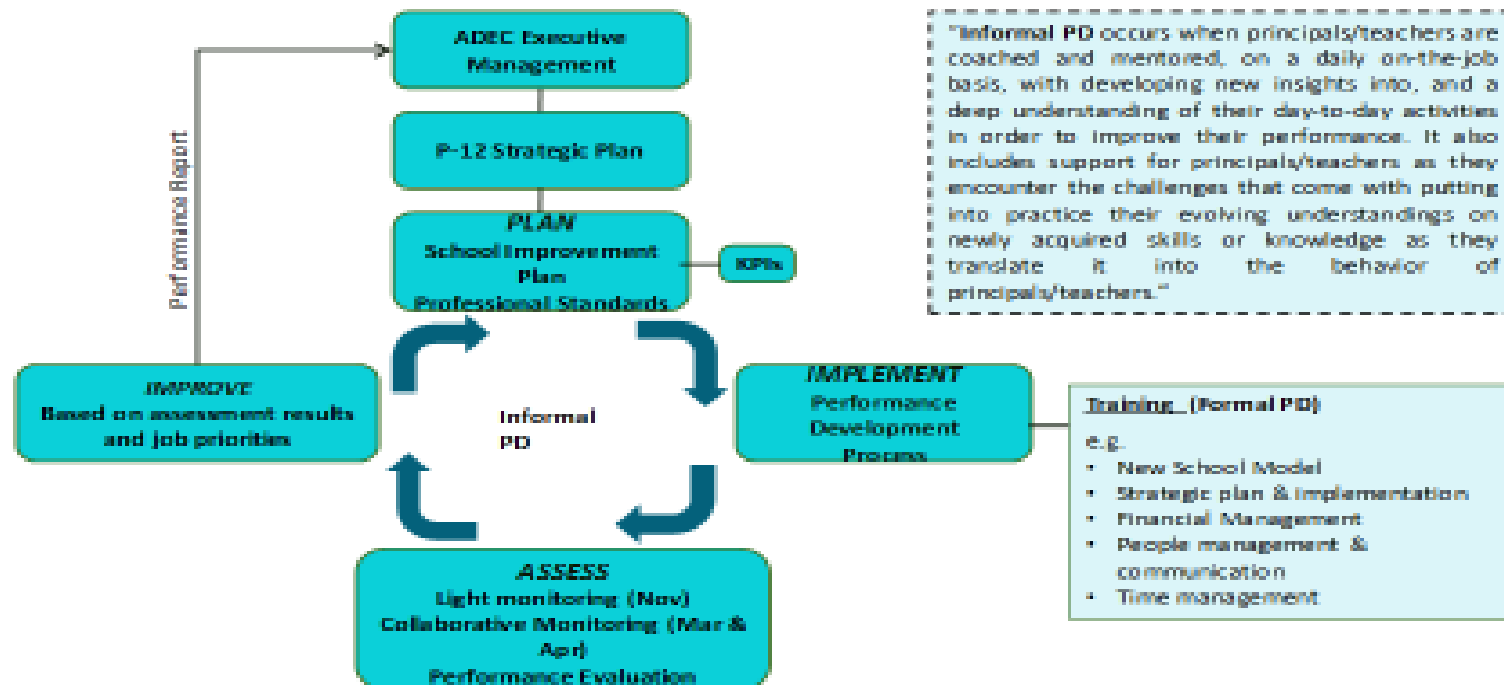 ADEC Executive
Management
P-12 Strategic Plan
PLAN
School Improvement
Plan
Professional Standards
KPIs
Performance Report
IMPROVE
Based on assessment results
and job priorities
Informal
PD
IMPLEMENT
Performance
Development
Process
ASSESS
Light monitoring (Nov)
Collaborative Monitoring (Mar &
Apr)
Performance Evaluation
"Informal PD occurs when principals/teachers are
coached and mentored, on a daily on-the-job
basis, with developing new insights into, and a
deep understanding of their day-to-day activities
in order to improve their performance. It also
includes support for principals/teachers as they
encounter the challenges that come with putting
into practice their evolving understandings on
newly acquired skills or knowledge as they
translate it into the behavior of
principals/teachers."
Training (Formal PD)
e.g.
• New School Model
• Strategic plan & implementation
• Financial Management
• People management &
communication
• Time management